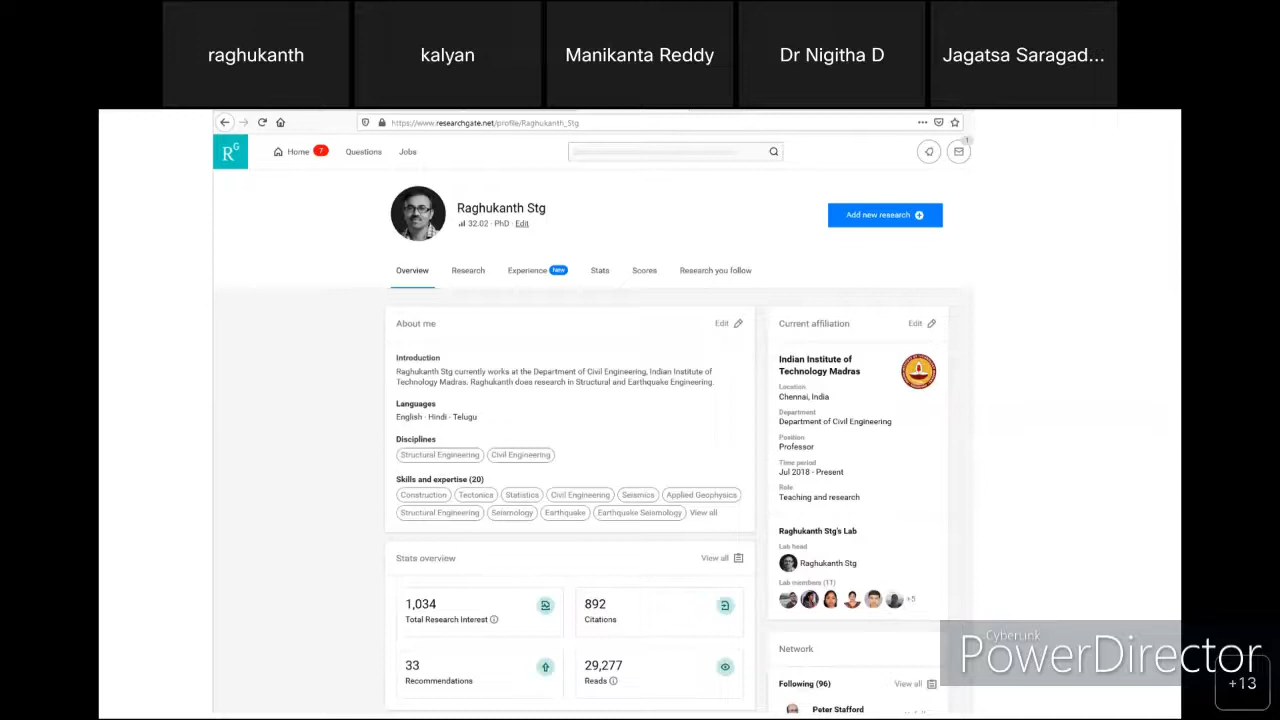 raghukanth
kalyan
Manikanta Reddy
Dr Nigitha D
Jagatsa Saragad...
https://www.researchgate.net/profile/Raghukanth_Stg
RG
Home 7 Questions Jobs
1
Raghukanth Stg
32.02 · PhD · Edit
Add new research
Overview Research Experience New Stats Scores Research you follow
About me Edit
Introduction
Raghukanth Stg currently works at the Department of Civil Engineering, Indian Institute of
Technology Madras. Raghukanth does research in Structural and Earthquake Engineering.
Languages
English · Hindi · Telugu
Disciplines
Structural Engineering Civil Engineering
Skills and expertise (20)
Construction Tectonics Statistics Civil Engineering Seismics Applied Geophysics
Structural Engineering Seismology Earthquake Earthquake Seismology View all
Stats overview View all
1,034
Total Research Interest
892
Citations
33
Recommendations
29,277
Reads
Current affiliation Edit
Indian Institute of
Technology Madras
Location
Chennai, India
Department
Department of Civil Engineering
Position
Professor
Time period
Jul 2018 - Present
Role
Teaching and research
Raghukanth Stg's Lab
Lab head
Raghukanth Stg
Lab members (11)
+5
Network
Following (96) View all
Peter Stafford
CyberLink
PowerDirector
+13